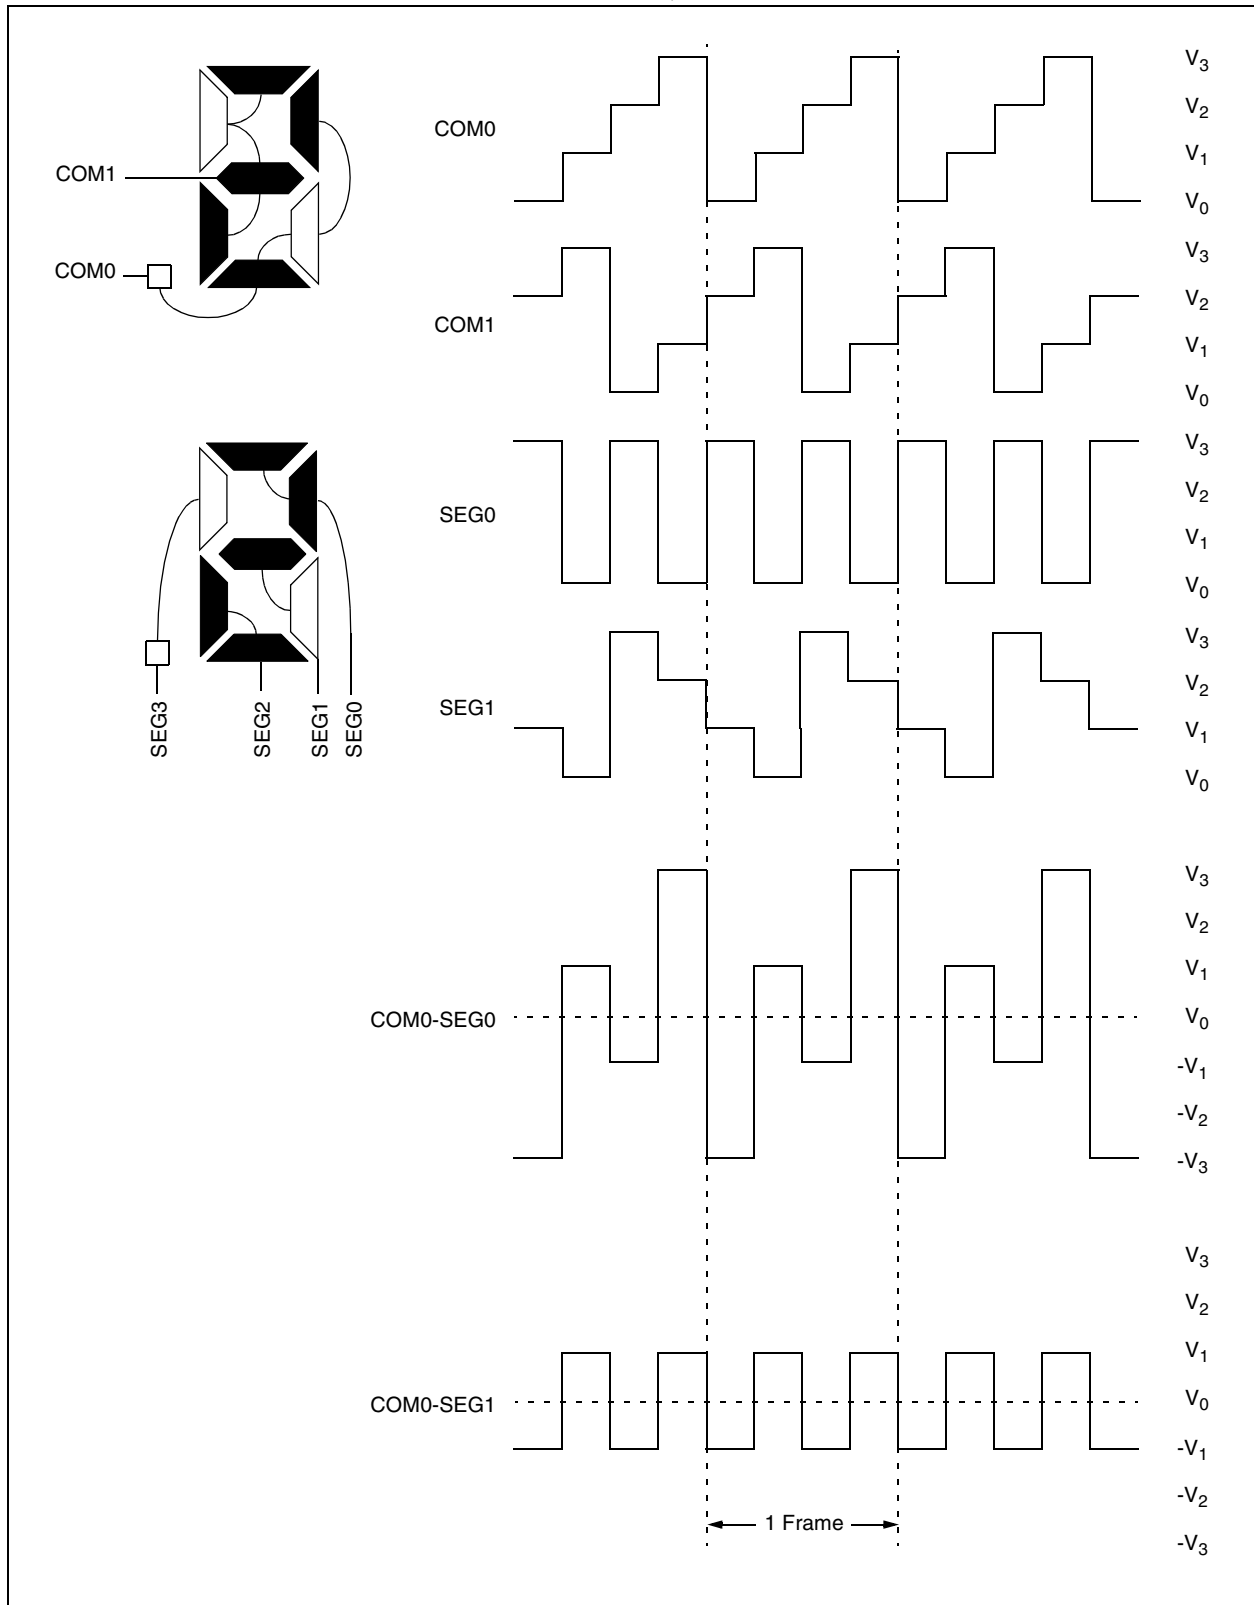 COM1
COM0
SEG3
SEG2
SEG1
SEG0
COM0
V3
V2
V1
V0
COM1
V3
V2
V1
V0
SEG0
V3
V2
V1
V0
SEG1
V3
V2
V1
V0
COM0-SEG0
V3
V2
V1
V0
-V1
-V2
-V3
COM0-SEG1
V3
V2
V1
V0
-V1
-V2
-V3
1 Frame